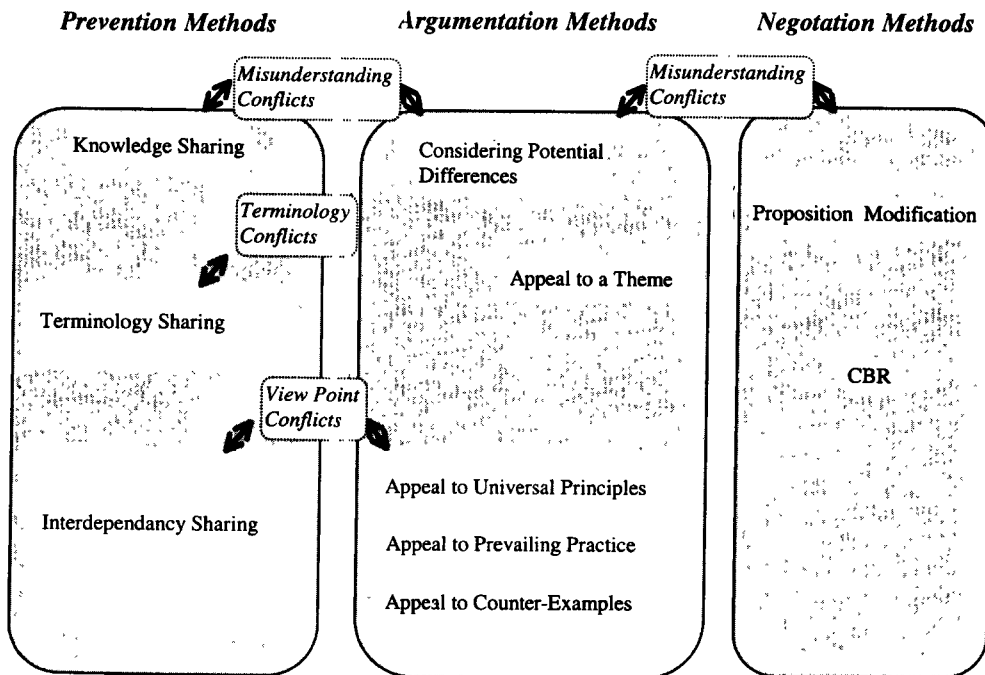 Prevention Methods
Argumentation Methods
Negotation Methods
Misunderstanding
Conflicts
Misunderstanding
Conflicts
Knowledge Sharing
Considering Potential
Differences
Terminology
Conflicts
Proposition Modification
Appeal to a Theme
Terminology Sharing
View Point
Conflicts
CBR
Appeal to Universal Principles
Interdependancy Sharing
Appeal to Prevailing Practice
Appeal to Counter-Examples